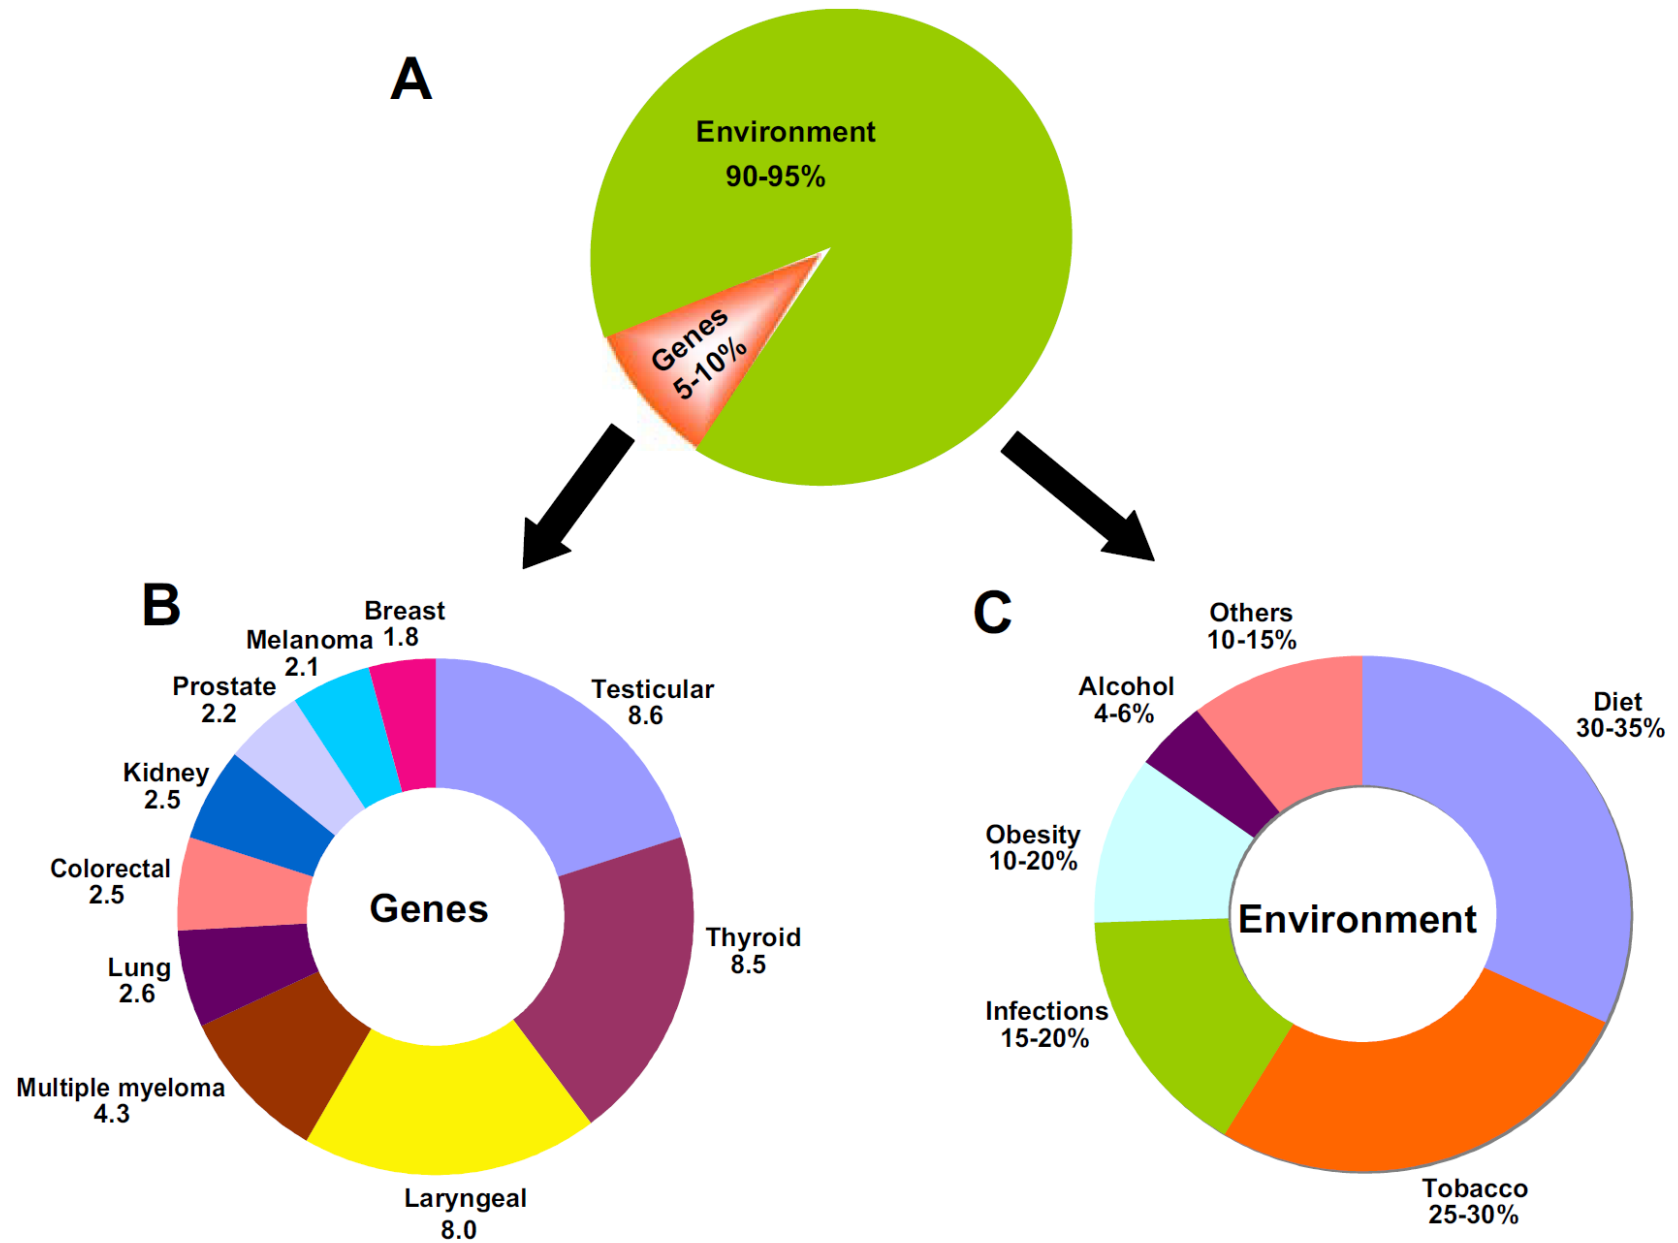 A
Environment
90-95%
Genes
5-10%
B
Breast
1.8
Melanoma
2.1
Prostate
2.2
Kidney
2.5
Colorectal
2.5
Lung
2.6
Multiple myeloma
4.3
Laryngeal
8.0
Thyroid
8.5
Testicular
8.6
Genes
C
Others
10-15%
Alcohol
4-6%
Obesity
10-20%
Infections
15-20%
Tobacco
25-30%
Diet
30-35%
Environment